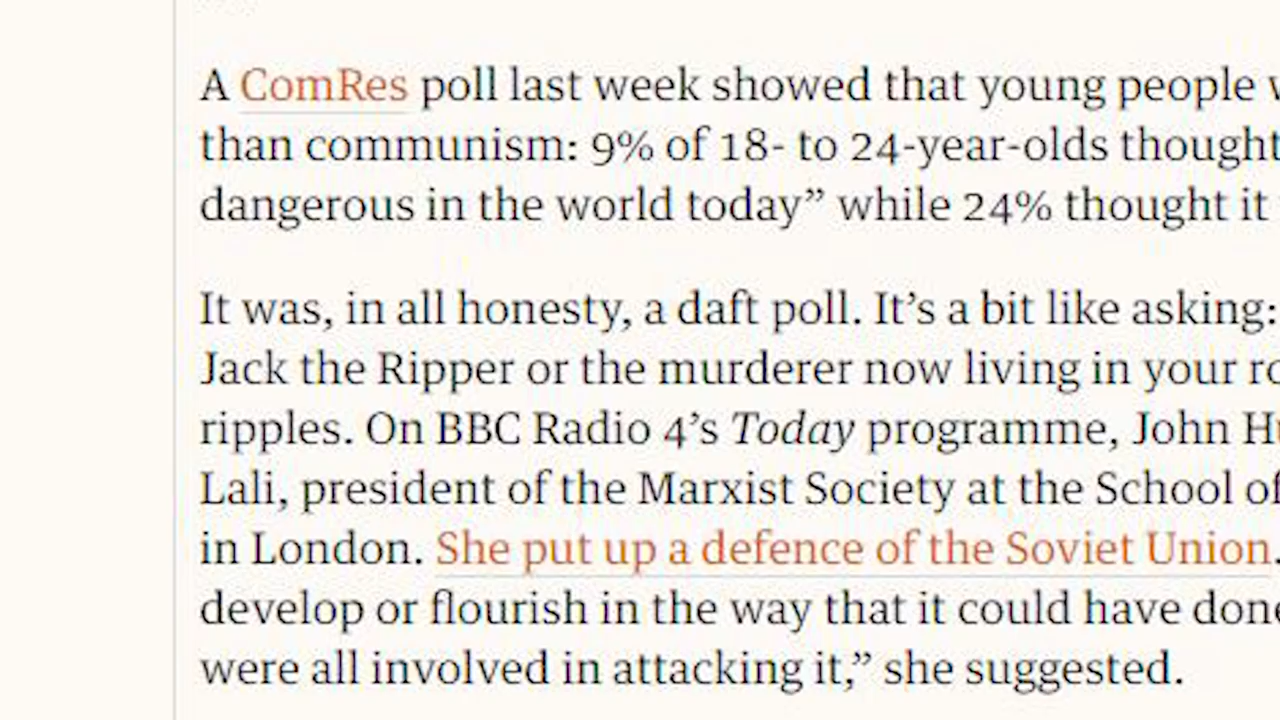 A ComRes poll last week showed that young people
than communism: 9% of 18- to 24-year-olds thought
dangerous in the world today” while 24% thought it
It was, in all honesty, a daft poll. It’s a bit like asking:
Jack the Ripper or the murderer now living in your
ripples. On BBC Radio 4’s Today programme, John
Lali, president of the Marxist Society at the School of
in London. She put up a defence of the Soviet Union.
develop or flourish in the way that it could have done
were all involved in attacking it,” she suggested.